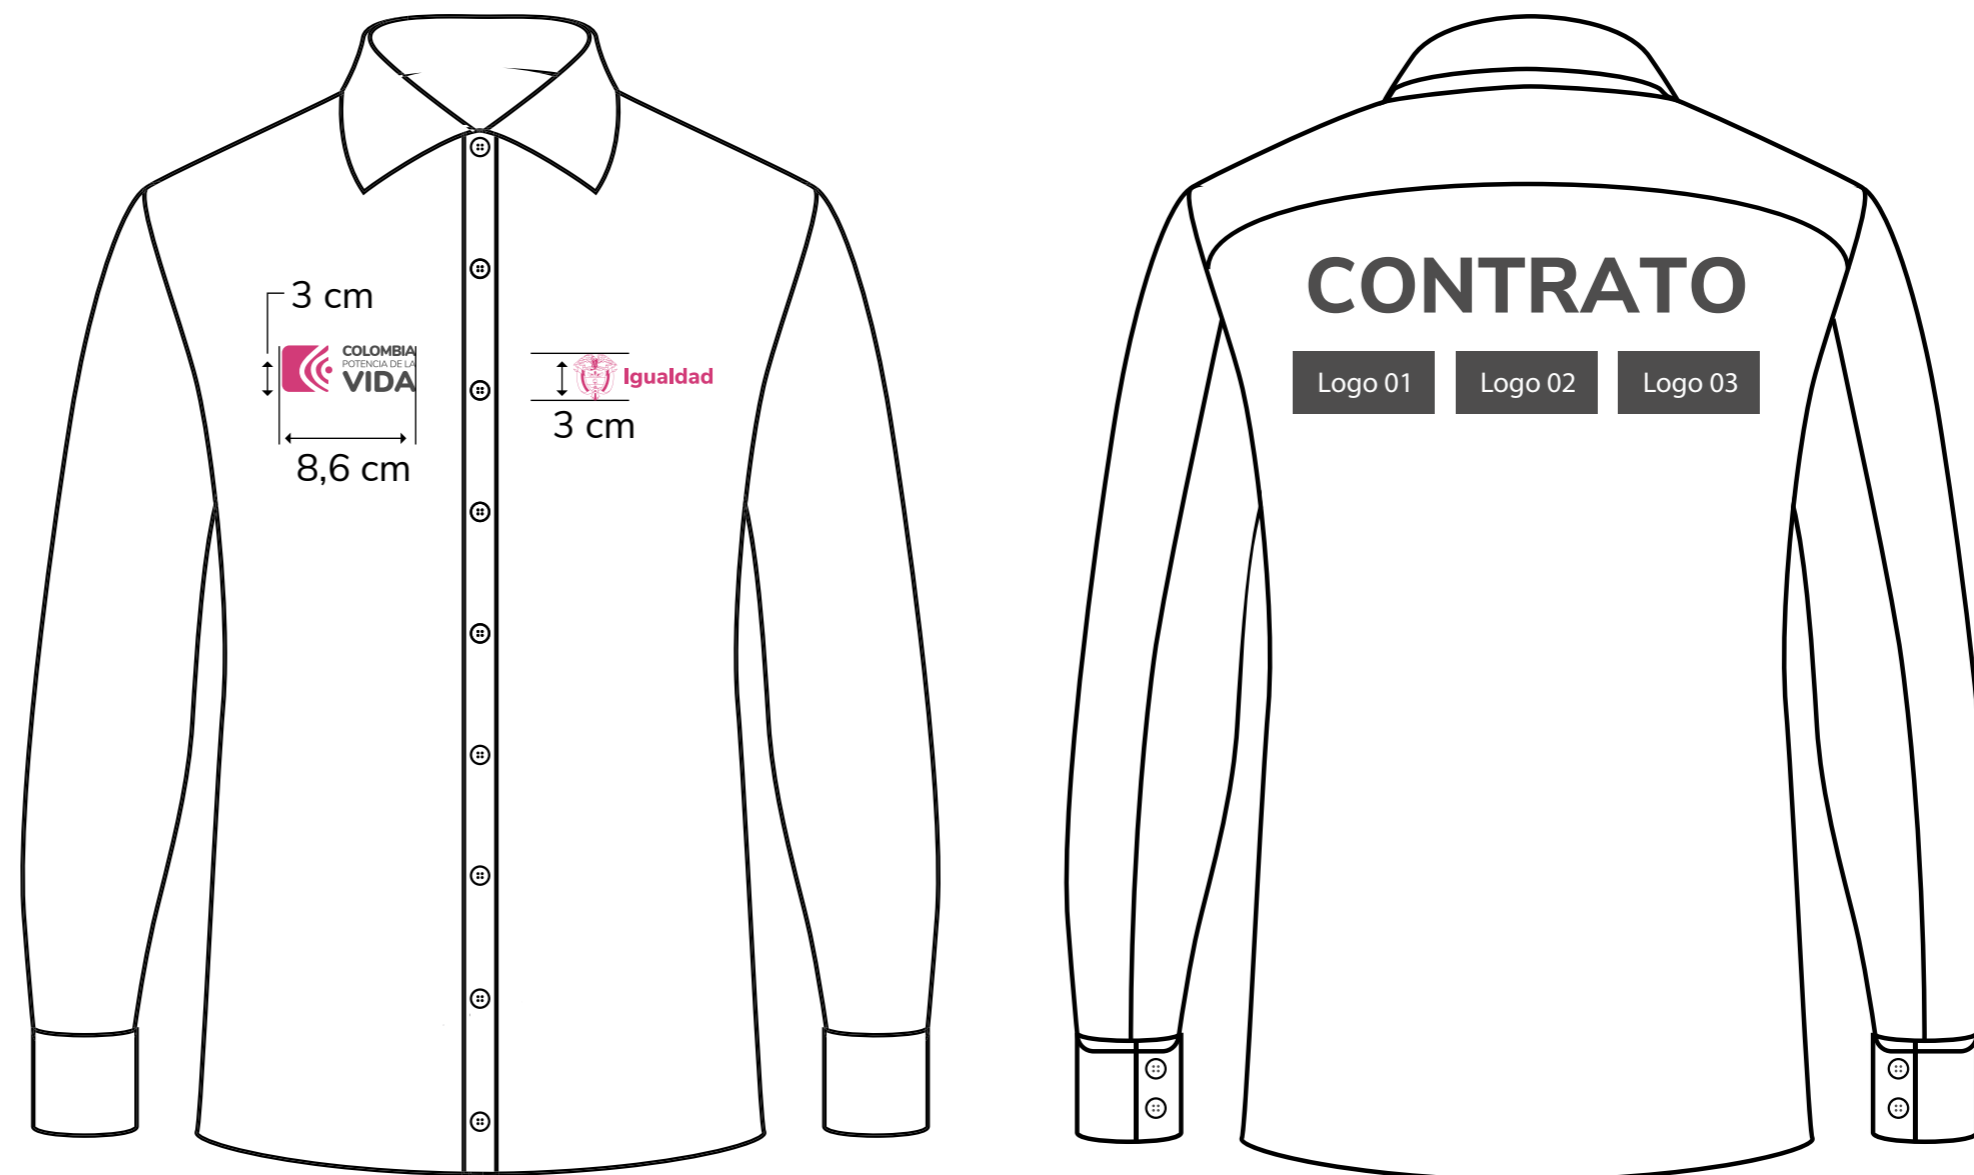 3 cm
COLOMBIA
POTENCIA DE LA
VIDA
8,6 cm
Igualdad
3 cm
CONTRATO
Logo 01
Logo 02
Logo 03